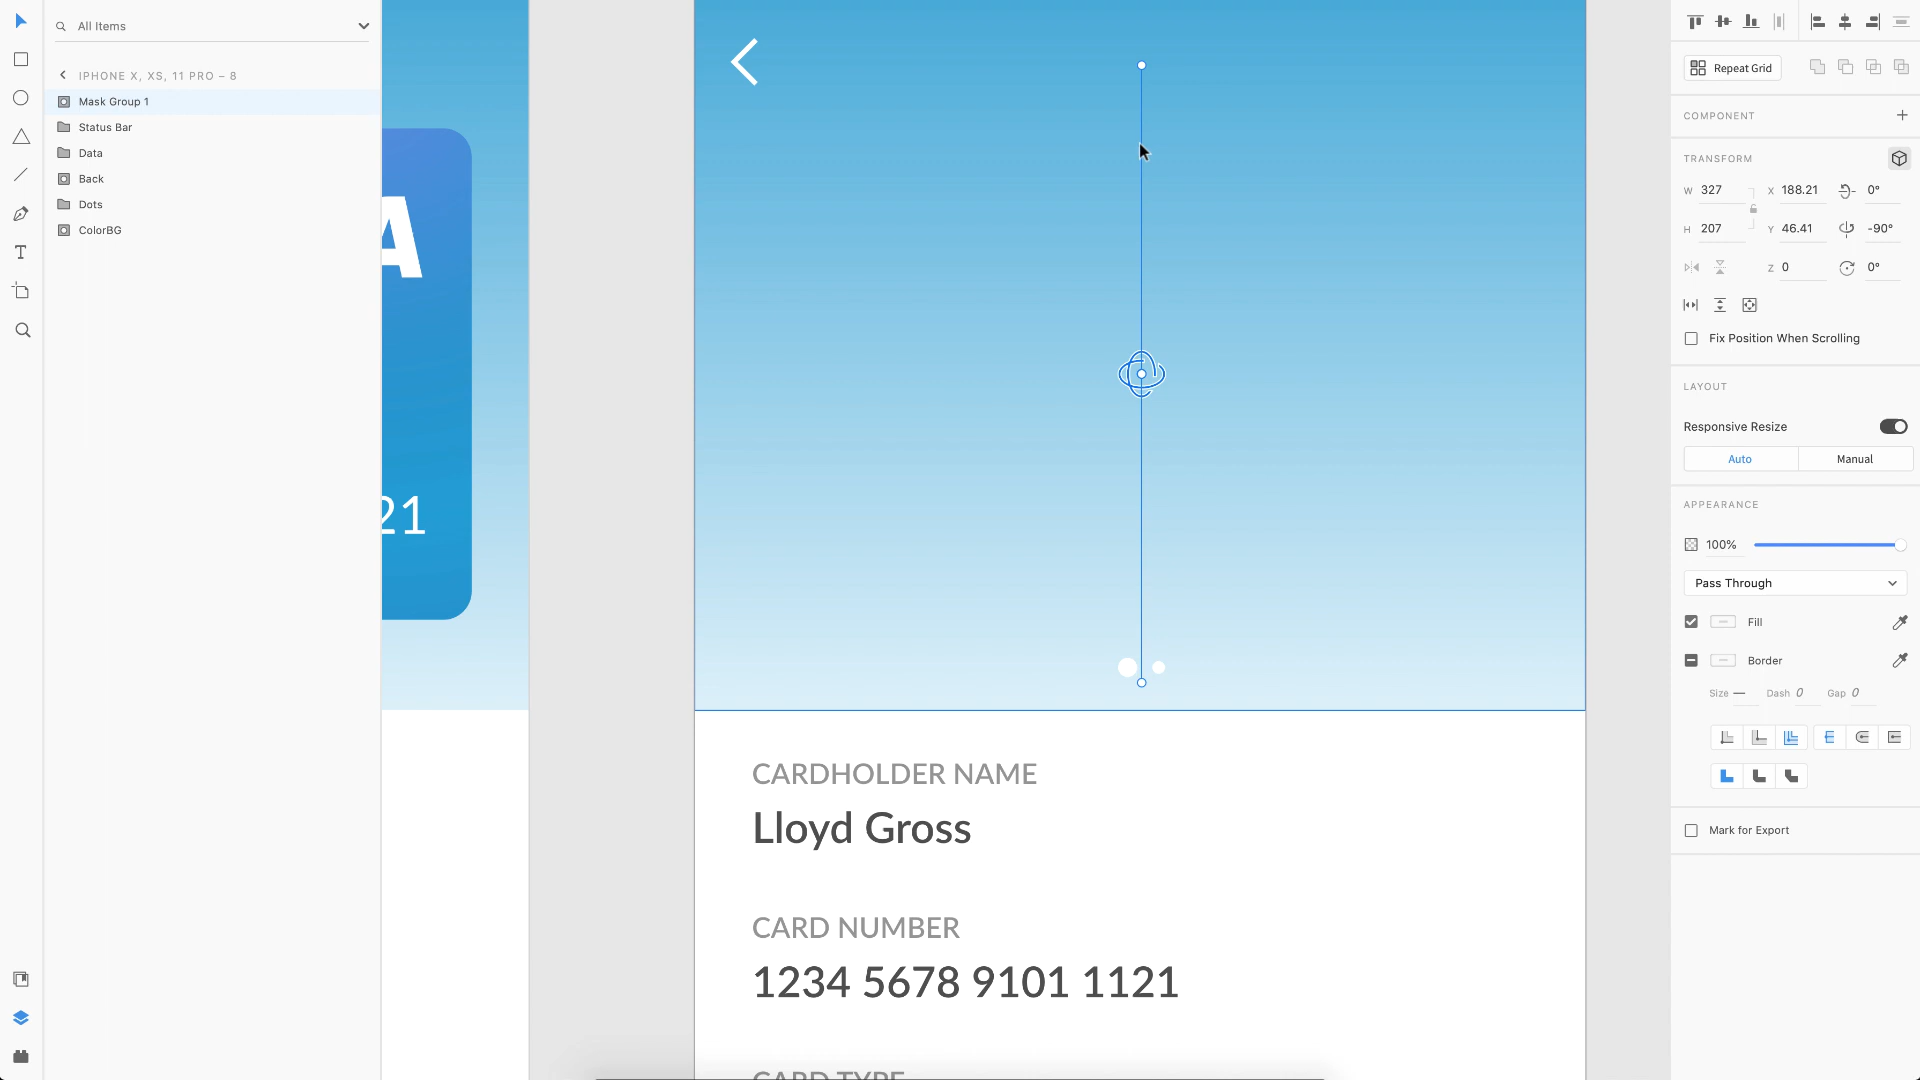 All Items
IPHONE X, XS, 11 PRO – 8
Mask Group 1
Status Bar
Data
Back
Dots
ColorBG
A
21
CARDHOLDER NAME
Lloyd Gross
CARD NUMBER
1234 5678 9101 1121
CARD TYPE
Repeat Grid
COMPONENT
TRANSFORM
W 327 X 188.21 0°
H 207 Y 46.41 -90°
Z 0 0°
Fix Position When Scrolling
LAYOUT
Responsive Resize
Auto Manual
APPEARANCE
100%
Pass Through
Fill
Border
Size — Dash 0 Gap 0
Mark for Export